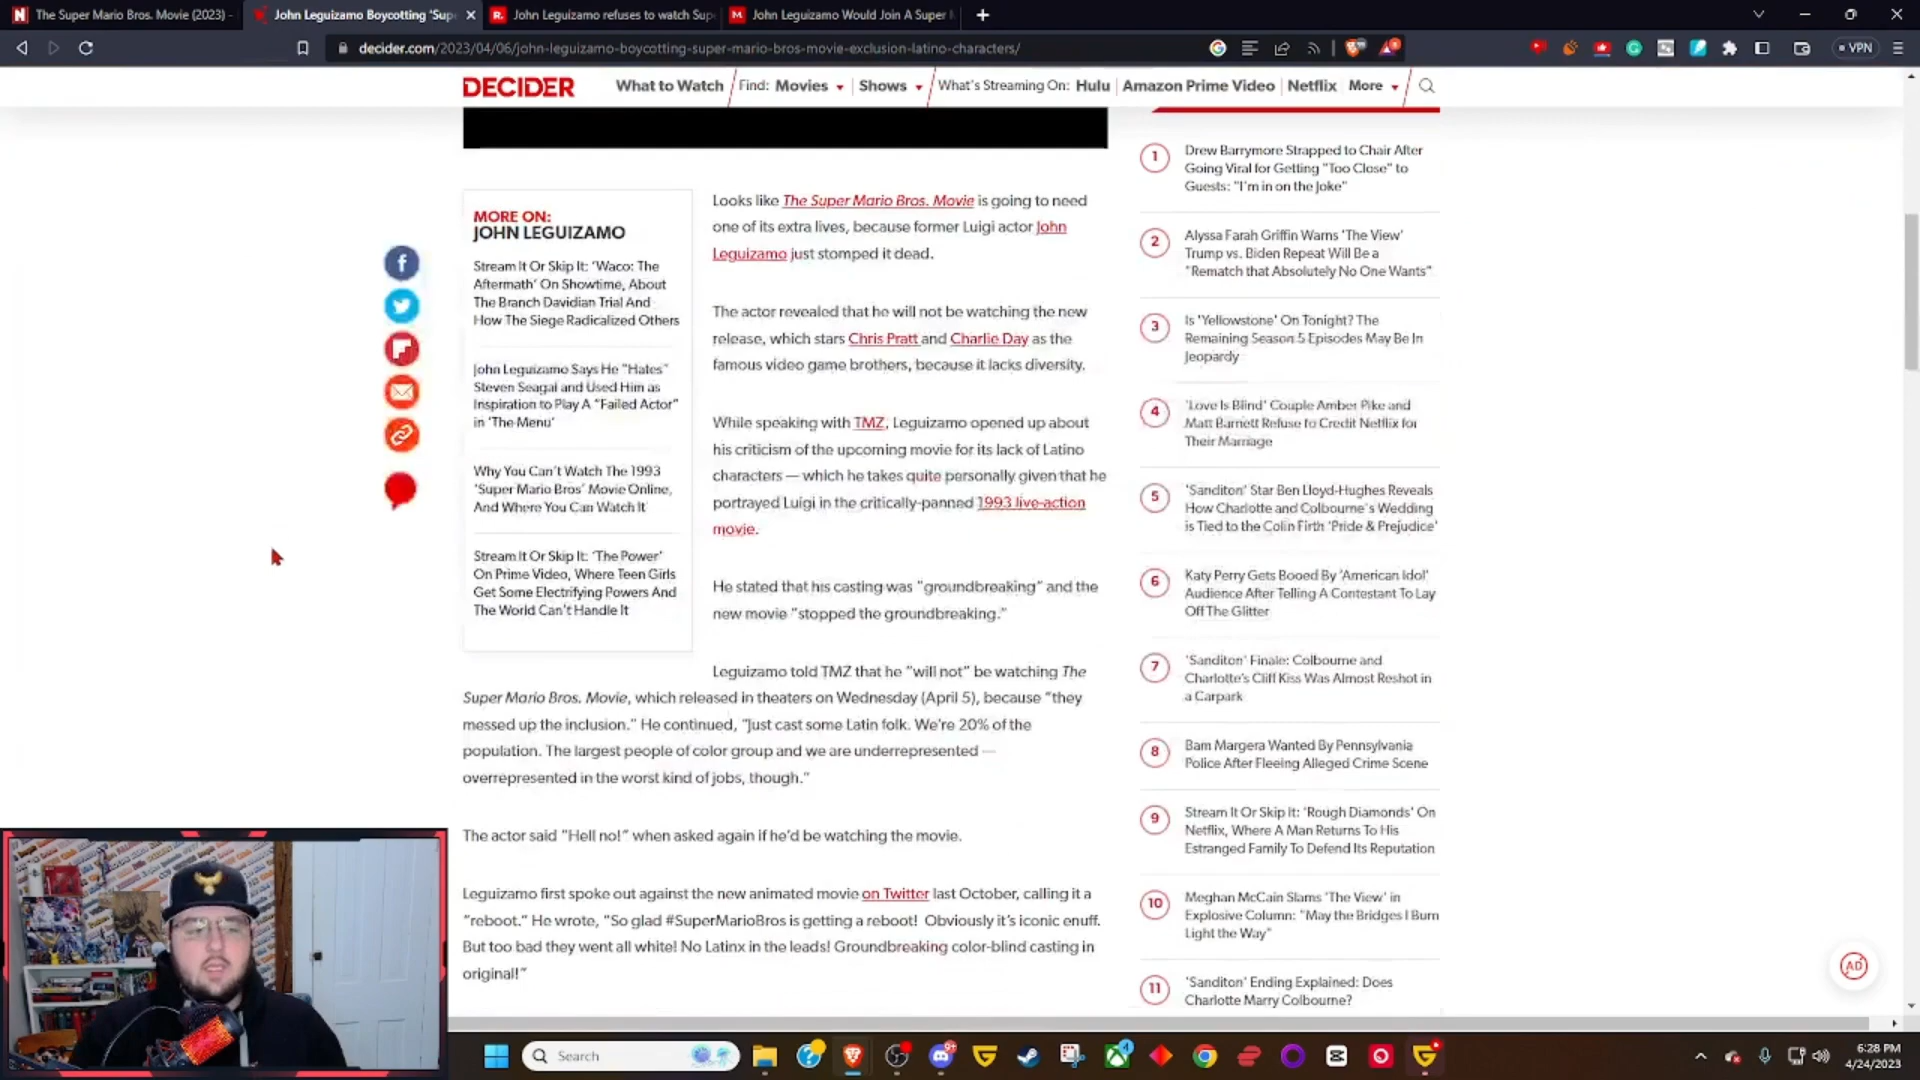 The Super Mario Bros. Movie (2023) -
John Leguizamo Boycotting 'Sup
John Leguizamo refuses to watch Supe
John Leguizamo Would Join A Super M
decider.com/2023/04/06/john-leguizamo-boycotting-super-mario-bros-movie-exclusion-latino-characters/
VPN
DECIDER
What to Watch
Find: Movies
Shows
What's Streaming On: Hulu
Amazon Prime Video
Netflix
More
MORE ON:
JOHN LEGUIZAMO
Stream It Or Skip It: 'Waco: The
Aftermath' On Showtime, About
The Branch Davidian Trial And
How The Siege Radicalized Others
John Leguizamo Says He "Hates"
Steven Seagal and Used Him as
Inspiration to Play A "Failed Actor"
in 'The Menu'
Why You Can't Watch The 1993
'Super Mario Bros' Movie Online,
And Where You Can Watch It
Stream It Or Skip It: 'The Power'
On Prime Video, Where Teen Girls
Get Some Electrifying Powers And
The World Can't Handle It
Looks like The Super Mario Bros. Movie is going to need
one of its extra lives, because former Luigi actor John
Leguizamo just stomped it dead.
The actor revealed that he will not be watching the new
release, which stars Chris Pratt and Charlie Day as the
famous video game brothers, because it lacks diversity.
While speaking with TMZ, Leguizamo opened up about
his criticism of the upcoming movie for its lack of Latino
characters — which he takes quite personally given that he
portrayed Luigi in the critically-panned 1993 live-action
movie.
He stated that his casting was "groundbreaking" and the
new movie "stopped the groundbreaking."
Leguizamo told TMZ that he "will not" be watching The
Super Mario Bros. Movie, which released in theaters on Wednesday (April 5), because "they
messed up the inclusion." He continued, "Just cast some Latin folk. We're 20% of the
population. The largest people of color group and we are underrepresented —
overrepresented in the worst kind of jobs, though."
The actor said "Hell no!" when asked again if he'd be watching the movie.
Leguizamo first spoke out against the new animated movie on Twitter last October, calling it a
"reboot." He wrote, "So glad #SuperMarioBros is getting a reboot! Obviously it's iconic enuff.
But too bad they went all white! No Latinx in the leads! Groundbreaking color-blind casting in
original!"
1
Drew Barrymore Strapped to Chair After
Going Viral for Getting "Too Close" to
Guests: "I'm in on the Joke"
2
Alyssa Farah Griffin Warns 'The View'
Trump vs. Biden Repeat Will Be a
"Rematch that Absolutely No One Wants"
3
Is 'Yellowstone' On Tonight? The
Remaining Season 5 Episodes May Be In
Jeopardy
4
'Love Is Blind' Couple Amber Pike and
Matt Barnett Refuse to Credit Netflix for
Their Marriage
5
'Sanditon' Star Ben Lloyd-Hughes Reveals
How Charlotte and Colbourne's Wedding
is Tied to the Colin Firth 'Pride & Prejudice'
6
Katy Perry Gets Booed By 'American Idol'
Audience After Telling A Contestant To Lay
Off The Glitter
7
'Sanditon' Finale: Colbourne and
Charlotte's Cliff Kiss Was Almost Reshot in
a Carpark
8
Bam Margera Wanted By Pennsylvania
Police After Fleeing Alleged Crime Scene
9
Stream It Or Skip It: 'Rough Diamonds' On
Netflix, Where A Man Returns To His
Estranged Family To Defend Its Reputation
10
Meghan McCain Slams 'The View' in
Explosive Column: "May the Bridges I Burn
Light the Way"
11
'Sanditon' Ending Explained: Does
Charlotte Marry Colbourne?
AD
Search
6:28 PM
4/24/2023